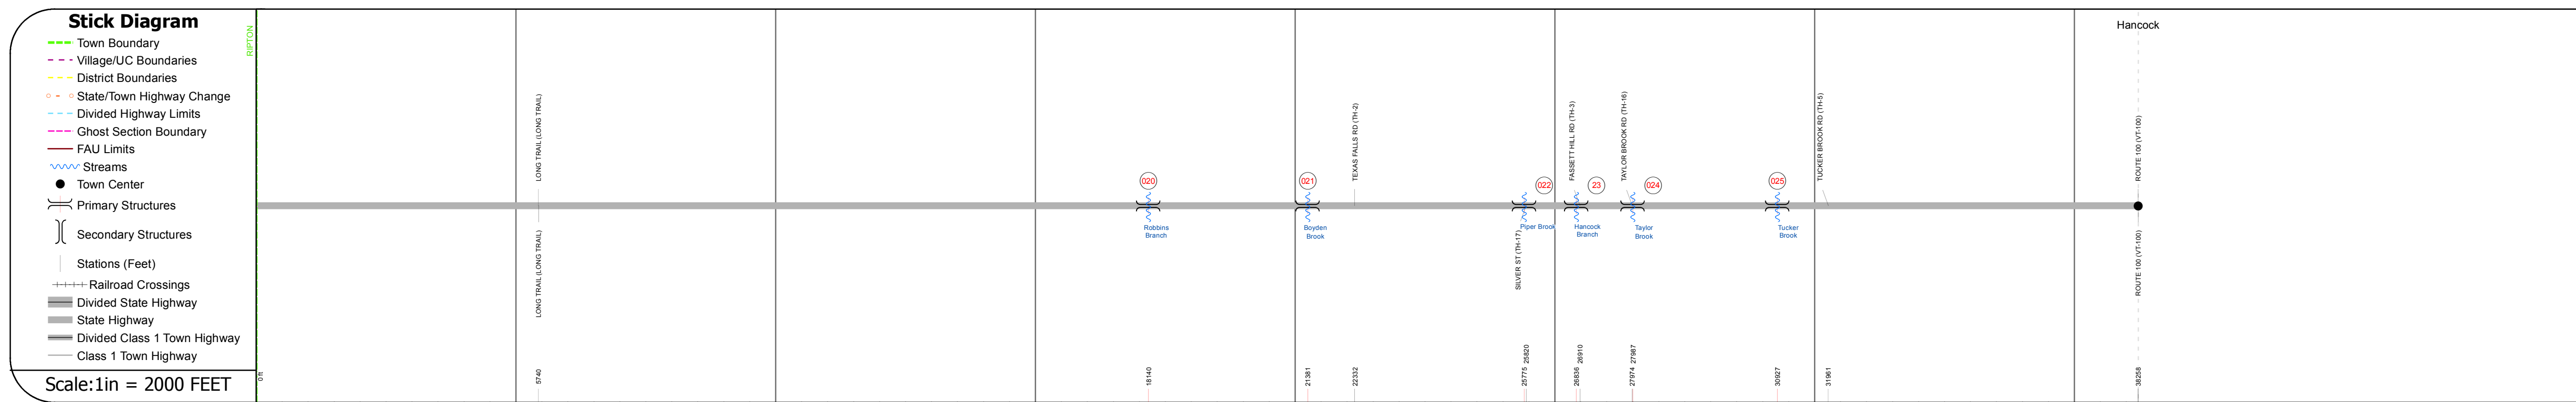 Stick Diagram
Town Boundary
Village/UC Boundaries
District Boundaries
State/Town Highway Change
Divided Highway Limits
Ghost Section Boundary
FAU Limits
Streams
Town Center
Primary Structures
Secondary Structures
Stations (Feet)
Railroad Crossings
Divided State Highway
State Highway
Divided Class 1 Town Highway
Class 1 Town Highway
Scale:1in = 2000 FEET
RIPTON
Hancock
LONG TRAIL (LONG TRAIL)
TEXAS FALLS RD (TH-2)
FASSETT HILL RD (TH-3)
TAYLOR BROOK RD (TH-16)
TUCKER BROOK RD (TH-5)
ROUTE 100 (VT-100)
020
021
022
23
024
025
Robbins
Branch
Boyden
Brook
Piper Brook
Hancock
Branch
Taylor
Brook
Tucker
Brook
LONG TRAIL (LONG TRAIL)
SILVER ST (TH-17)
ROUTE 100 (VT-100)
0 ft
5740
18140
21381
22332
25775
25820
26836
26910
27974
27987
30927
31961
38258